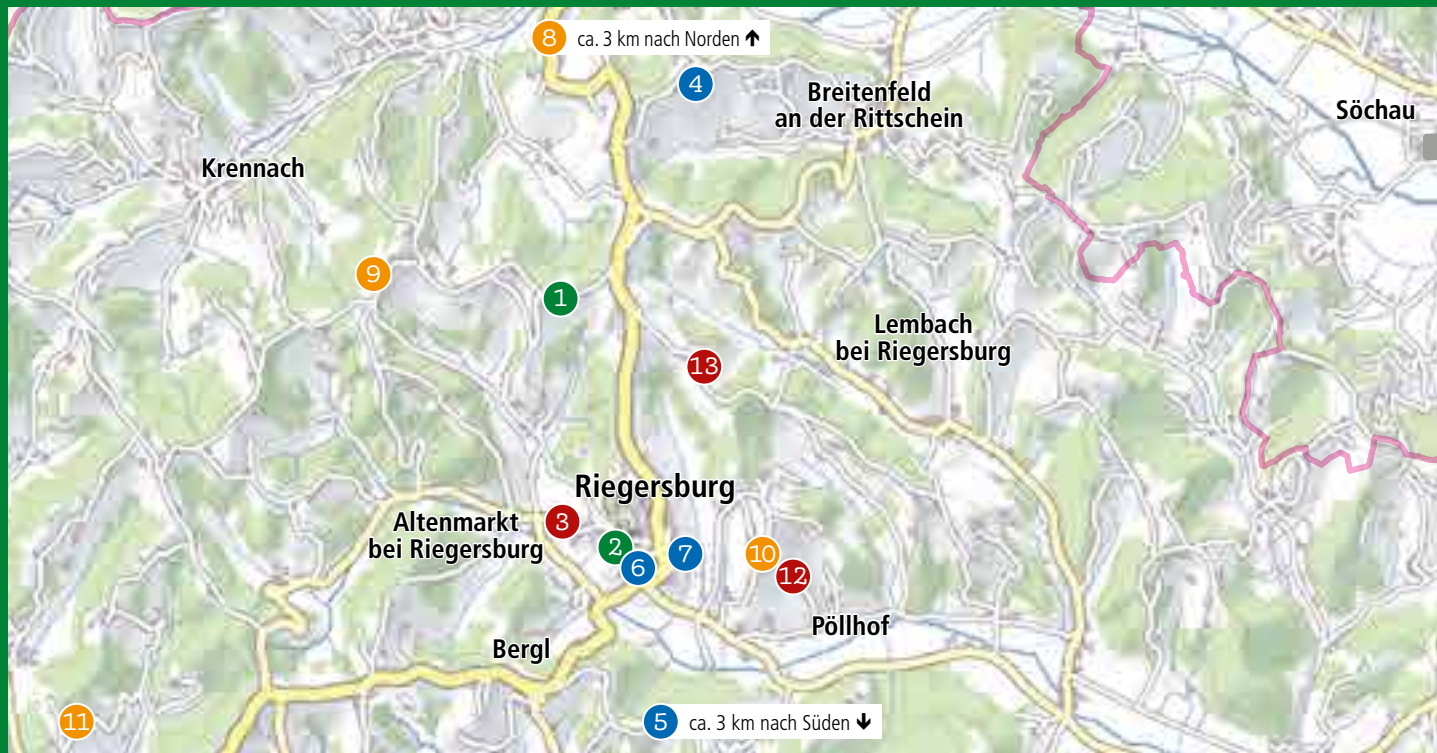 8 ca. 3 km nach Norden ↑
4
Breitenfeld
an der Rittschein
Söchau
Krennach
9
1
Lembach
bei Riegersburg
13
Riegersburg
Altenmarkt
bei Riegersburg
3
2
6
7
10
12
Pöllhof
Bergl
11
5 ca. 3 km nach Süden ↓